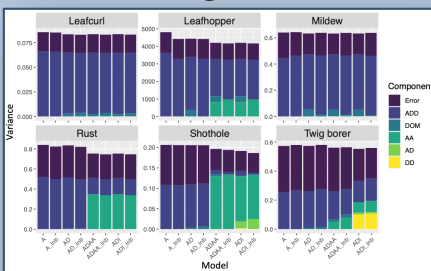 Leafcurl
Leafhopper
Mildew
0.075
0.050
0.025
0.000
5000
4000
3000
2000
1000
0
0.6
0.4
0.2
0.0
Component
Error
ADD
DOM
AA
AD
DD
Variance
Rust
Shothole
Twig borer
0.8
0.6
0.4
0.2
0.0
0.20
0.15
0.10
0.05
0.00
0.6
0.4
0.2
0.0
A
A_Inb
AD
AD_Inb
ADAA
ADAA_Inb
ADI
ADI_Inb
A
A_Inb
AD
AD_Inb
ADAA
ADAA_Inb
ADI
ADI_Inb
A
A_Inb
AD
AD_Inb
ADAA
ADAA_Inb
ADI
ADI_Inb
Model